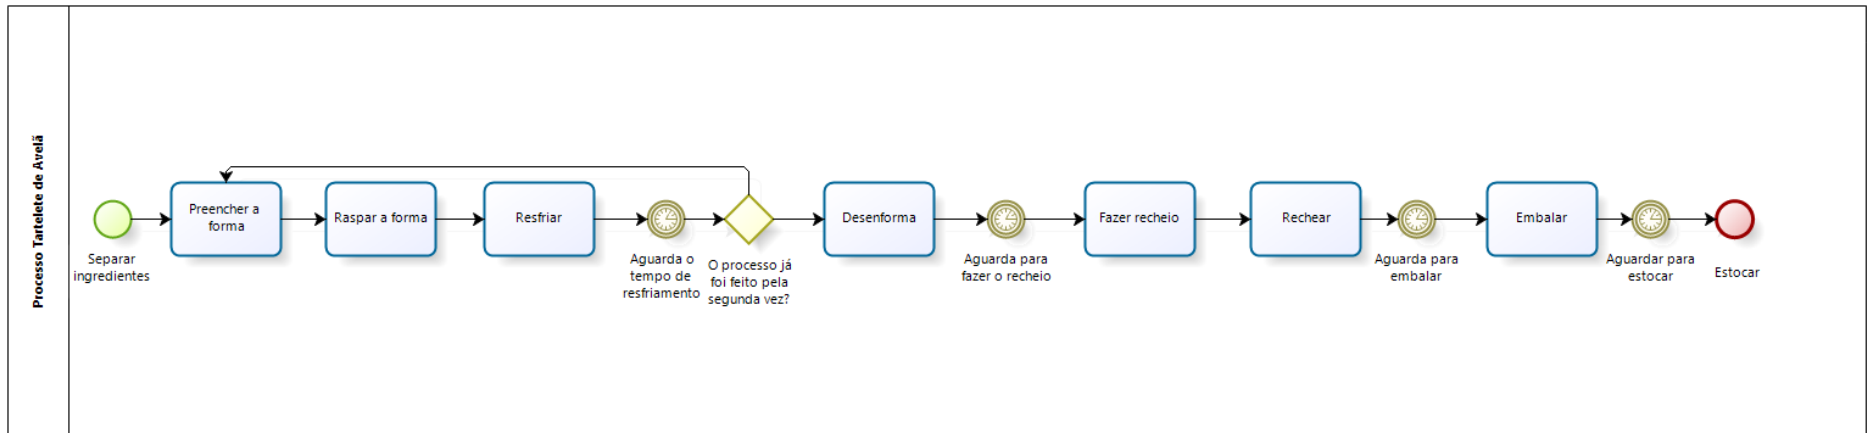 Processo Tartelete de Avelã
Separar
ingredientes
Preencher a
forma
Raspar a forma
Resfriar
Aguarda o
tempo de
resfriamento
O processo já
foi feito pela
segunda vez?
Desenforma
Aguarda para
fazer o recheio
Fazer recheio
Rechear
Aguarda para
embalar
Embalar
Aguardar para
estocar
Estocar